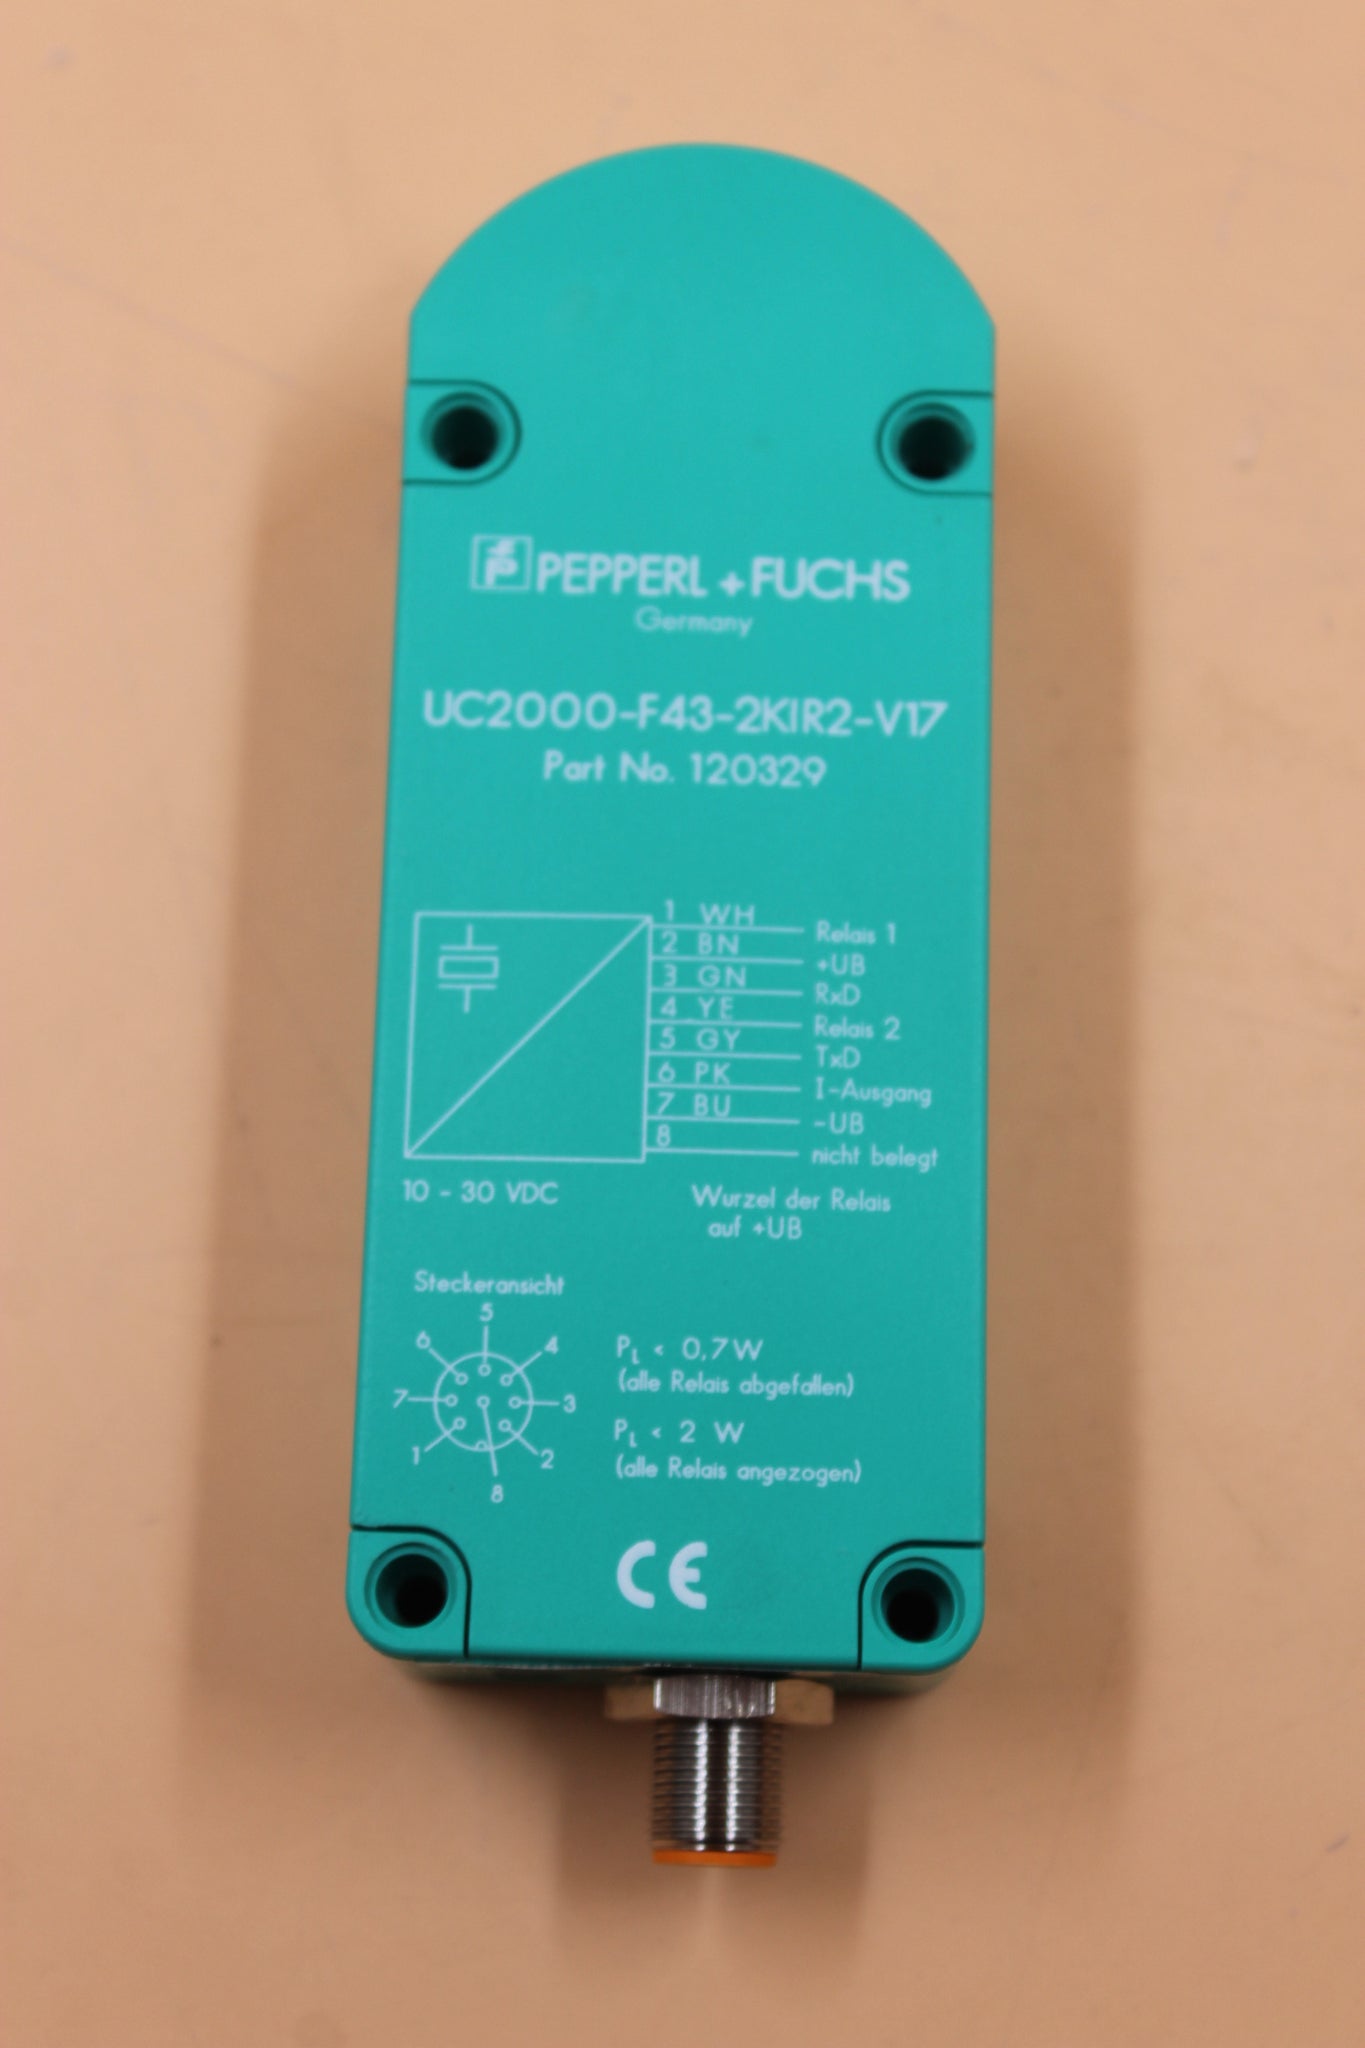 PEPPERL + FUCHS
Germany
UC2000-F43-2KIR2-V17
Part No. 120329
1 WH Relais 1
2 BN +UB
3 GN RxD
4 YE Relais 2
5 GY TxD
6 PK I-Ausgang
7 BU -UB
8 nicht belegt
10 - 30 VDC
Wurzel der Relais
auf +UB
Steckeransicht
5
6 4
7 3
1 2
8
PL < 0,7W
(alle Relais abgefallen)
PL < 2 W
(alle Relais angezogen)
CE